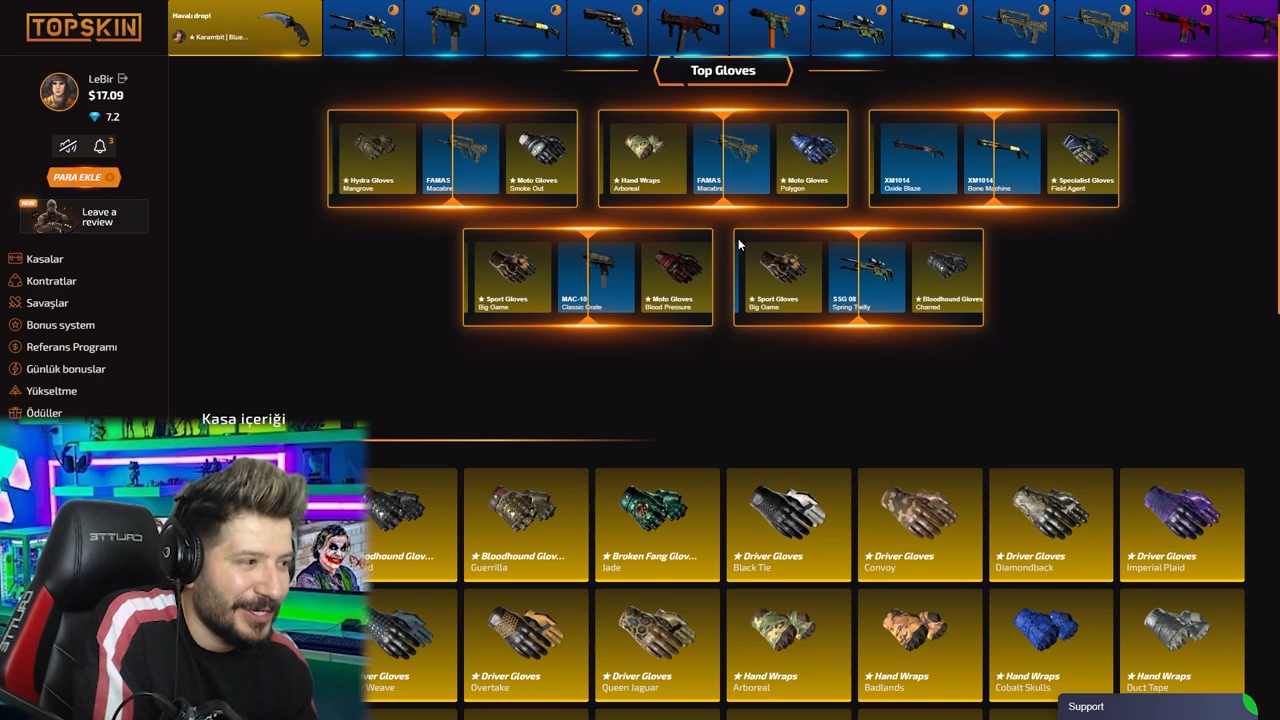 TOPSKIN
Havalı drop!
★ Karambit | Blue...
LeBir
$17.09
7.2
3
PARA EKLE
NEW
Leave a
review
Kasalar
Kontratlar
Savaşlar
Bonus system
Referans Programı
Günlük bonuslar
Yükseltme
Ödüller
Top Gloves
★ Hydra Gloves
Mangrove
FAMAS
Macabre
★ Moto Gloves
Smoke Out
★ Hand Wraps
Arboreal
FAMAS
Macabre
★ Moto Gloves
Polygon
XM1014
Oxide Blaze
XM1014
Bone Machine
★ Specialist Gloves
Field Agent
★ Sport Gloves
Big Game
MAC-10
Classic Crate
★ Moto Gloves
Blood Pressure
★ Sport Gloves
Big Game
SSG 08
Spring Twilly
★ Bloodhound Gloves
Charred
Kasa içeriği
odhound Glov...
ed
★ Bloodhound Glov...
Guerrilla
★ Broken Fang Glov...
Jade
★ Driver Gloves
Black Tie
★ Driver Gloves
Convoy
★ Driver Gloves
Diamondback
★ Driver Gloves
Imperial Plaid
r Gloves
Weave
★ Driver Gloves
Overtake
★ Driver Gloves
Queen Jaguar
★ Hand Wraps
Arboreal
★ Hand Wraps
Badlands
★ Hand Wraps
Cobalt Skulls
★ Hand Wraps
Duct Tape
Support